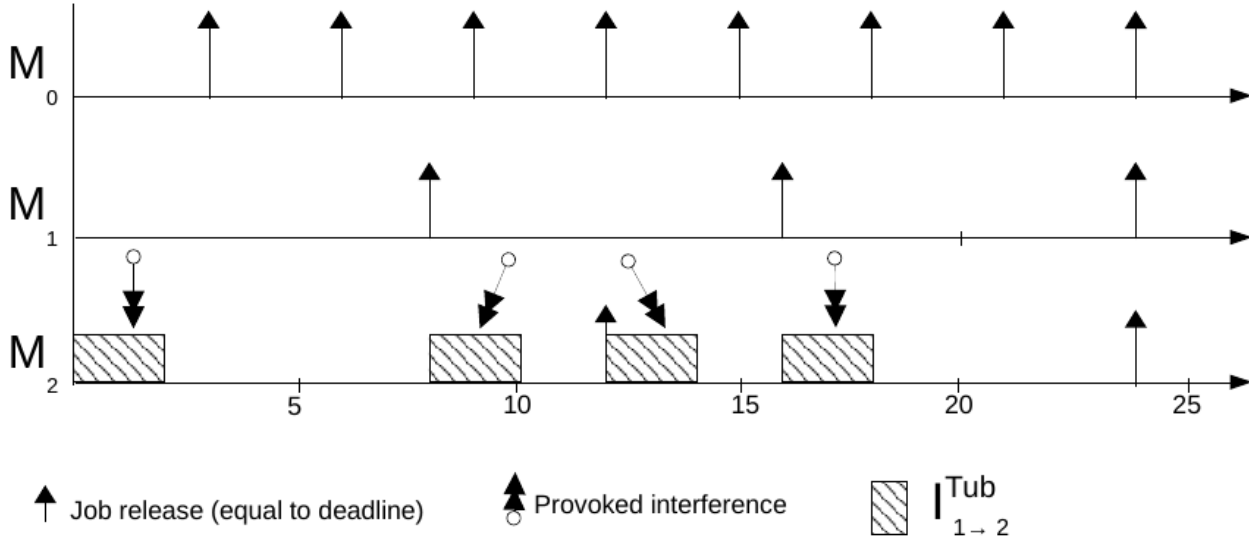 M
0
M
1
M
2
5 10 15 20 25
Job release (equal to deadline)
Provoked interference
I Tub
1→ 2